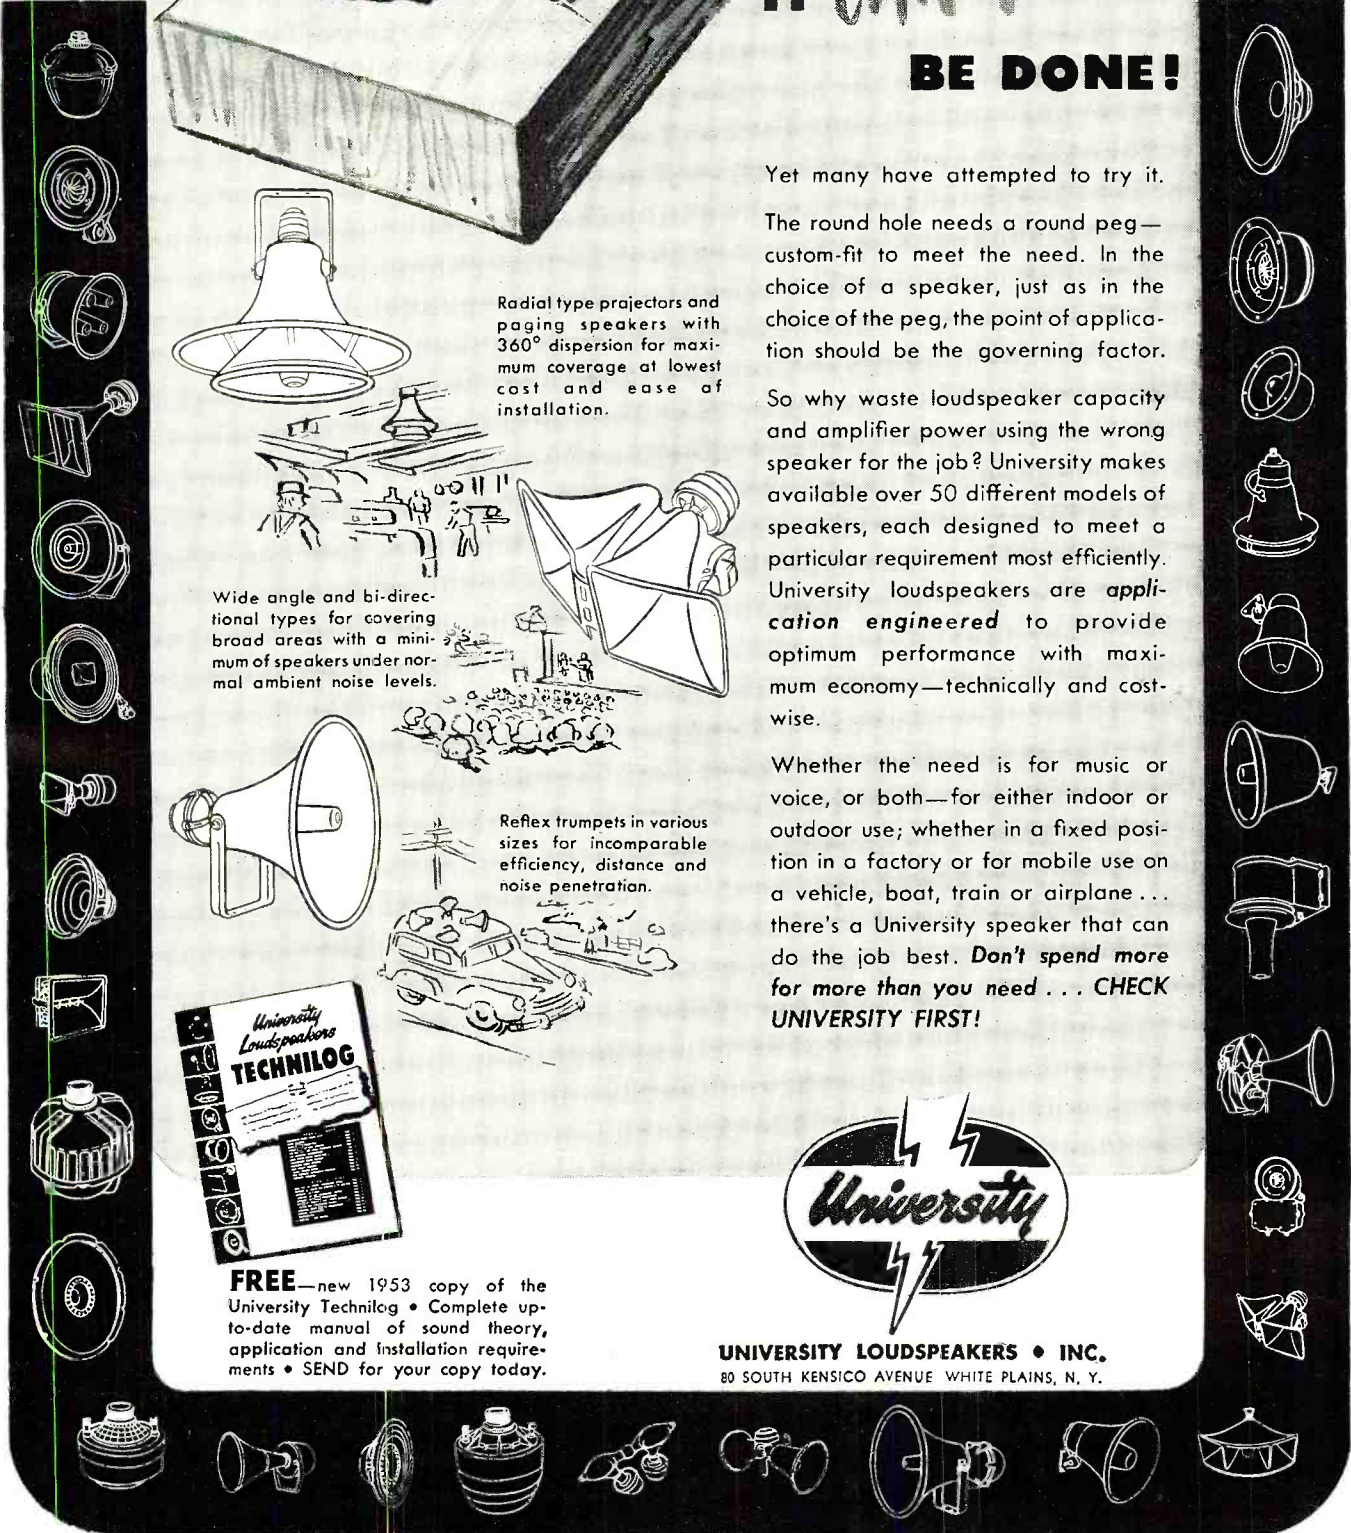 BE DONE!
Yet many have attempted to try it.
The round hole needs a round peg—
custom-fit to meet the need. In the
choice of a speaker, just as in the
choice of the peg, the point of applica-
tion should be the governing factor.
So why waste loudspeaker capacity
and amplifier power using the wrong
speaker for the job? University makes
available over 50 different models of
speakers, each designed to meet a
particular requirement most efficiently.
University loudspeakers are appli-
cation engineered to provide
optimum performance with maxi-
mum economy—technically and cost-
wise.
Whether the need is for music or
voice, or both—for either indoor or
outdoor use; whether in a fixed posi-
tion in a factory or for mobile use on
a vehicle, boat, train or airplane...
there's a University speaker that can
do the job best. Don't spend more
for more than you need . . . CHECK
UNIVERSITY FIRST!
Radial type projectors and
paging speakers with
360° dispersion for maxi-
mum coverage at lowest
cost and ease of
installation.
Wide angle and bi-direc-
tional types for covering
broad areas with a mini-
mum of speakers under nor-
mal ambient noise levels.
Reflex trumpets in various
sizes for incomparable
efficiency, distance and
noise penetration.
University
Loudspeakers
TECHNILOG
FREE—new 1953 copy of the
University Technilog • Complete up-
to-date manual of sound theory,
application and installation require-
ments • SEND for your copy today.
University
UNIVERSITY LOUDSPEAKERS • INC.
80 SOUTH KENSICO AVENUE WHITE PLAINS, N. Y.